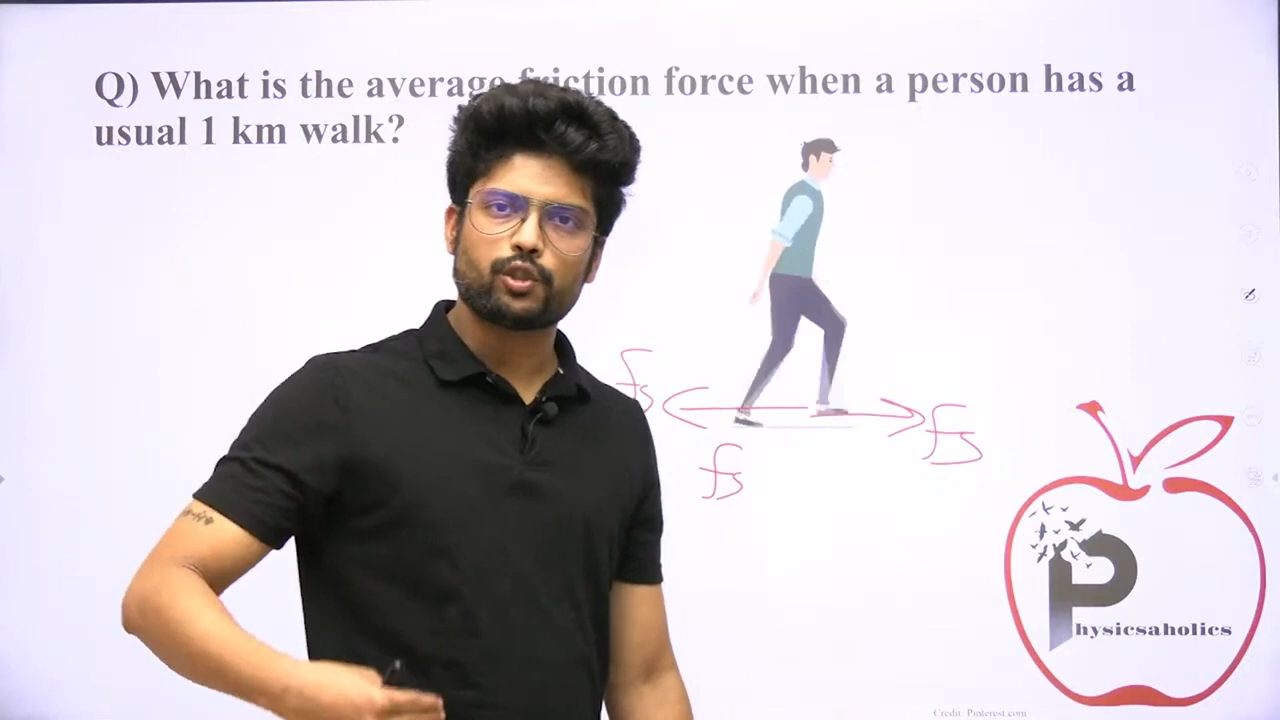 Q) What is the average friction force when a person has a
usual 1 km walk?
fs
fs
fs
Physicsaholics
Credit: Pinterest.com